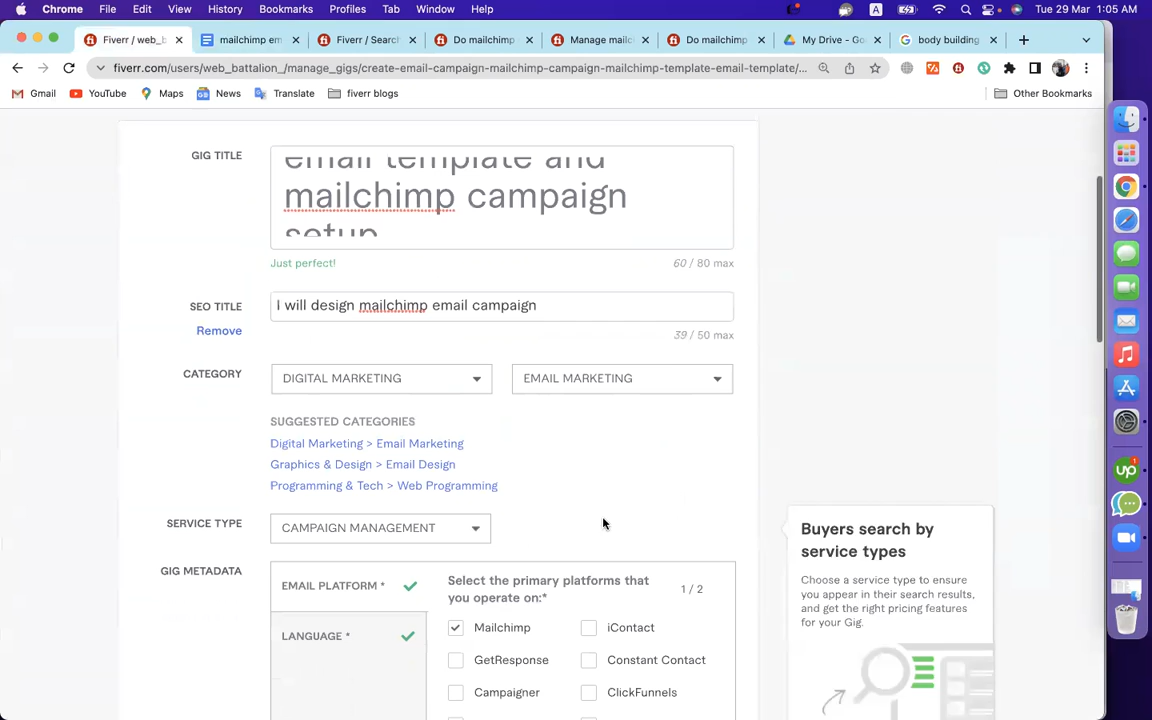 Chrome File Edit View History Bookmarks Profiles Tab Window Help
A
Tue 29 Mar 1:05 AM
Fiverr / web_b
mailchimp em
Fiverr / Search
Do mailchimp
Manage mailc
Do mailchimp
My Drive - Go
body building
fiverr.com/users/web_battalion_/manage_gigs/create-email-campaign-mailchimp-campaign-mailchimp-template-email-template/...
Gmail YouTube Maps News Translate fiverr blogs Other Bookmarks
GIG TITLE
email template and
mailchimp campaign
setup
Just perfect! 60 / 80 max
SEO TITLE
Remove
I will design mailchimp email campaign
39 / 50 max
CATEGORY
DIGITAL MARKETING
EMAIL MARKETING
SUGGESTED CATEGORIES
Digital Marketing > Email Marketing
Graphics & Design > Email Design
Programming & Tech > Web Programming
SERVICE TYPE
CAMPAIGN MANAGEMENT
GIG METADATA
EMAIL PLATFORM *
LANGUAGE *
Select the primary platforms that
you operate on:*
1 / 2
Mailchimp
iContact
GetResponse
Constant Contact
Campaigner
ClickFunnels
Buyers search by
service types
Choose a service type to ensure
you appear in their search results,
and get the right pricing features
for your Gig.
up
1